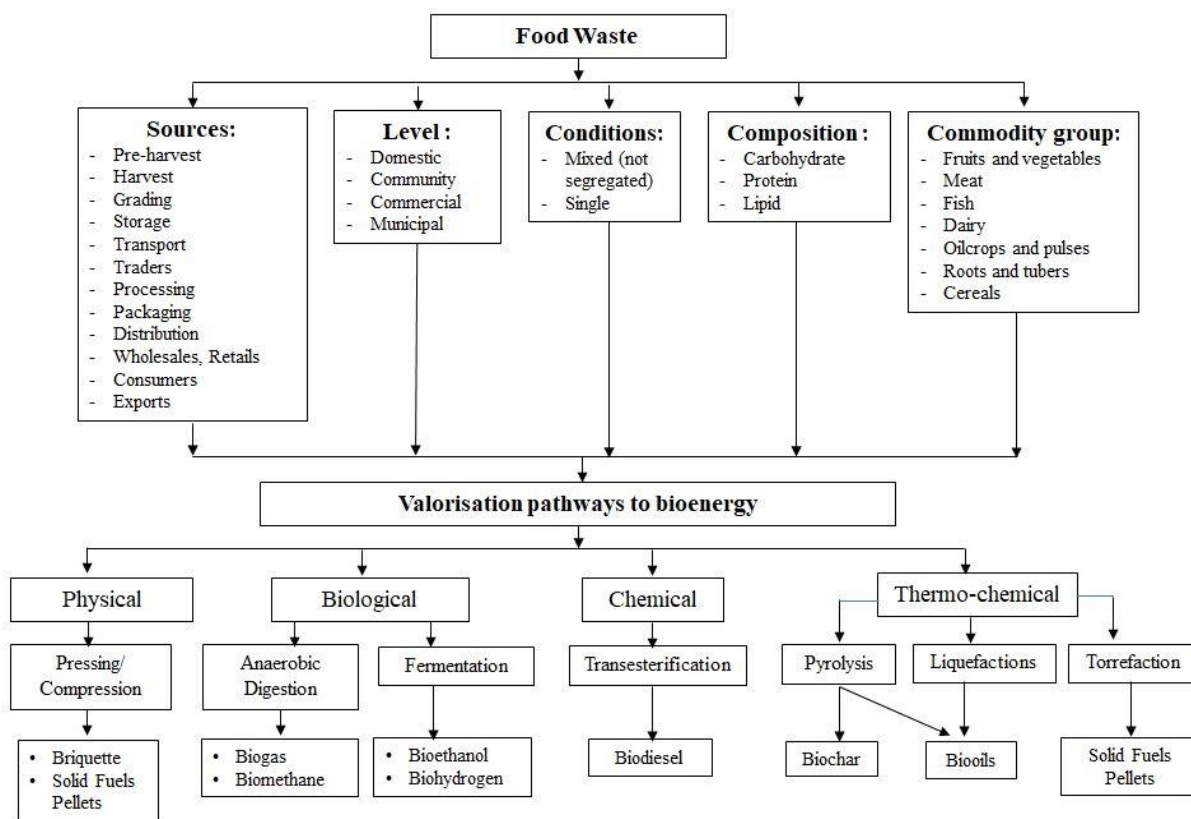 Food Waste
Sources:
- Pre-harvest
- Harvest
- Grading
- Storage
- Transport
- Traders
- Processing
- Packaging
- Distribution
- Wholesales, Retails
- Consumers
- Exports
Level :
- Domestic
- Community
- Commercial
- Municipal
Conditions:
- Mixed (not
segregated)
- Single
Composition :
- Carbohydrate
- Protein
- Lipid
Commodity group:
- Fruits and vegetables
- Meat
- Fish
- Dairy
- Oilcrops and pulses
- Roots and tubers
- Cereals
Valorisation pathways to bioenergy
Physical
Biological
Chemical
Thermo-chemical
Pressing/
Compression
Anaerobic
Digestion
Fermentation
Transesterification
Pyrolysis
Liquefactions
Torrefaction
• Briquette
• Solid Fuels
Pellets
• Biogas
• Biomethane
• Bioethanol
• Biohydrogen
Biodiesel
Biochar
Biooils
Solid Fuels
Pellets